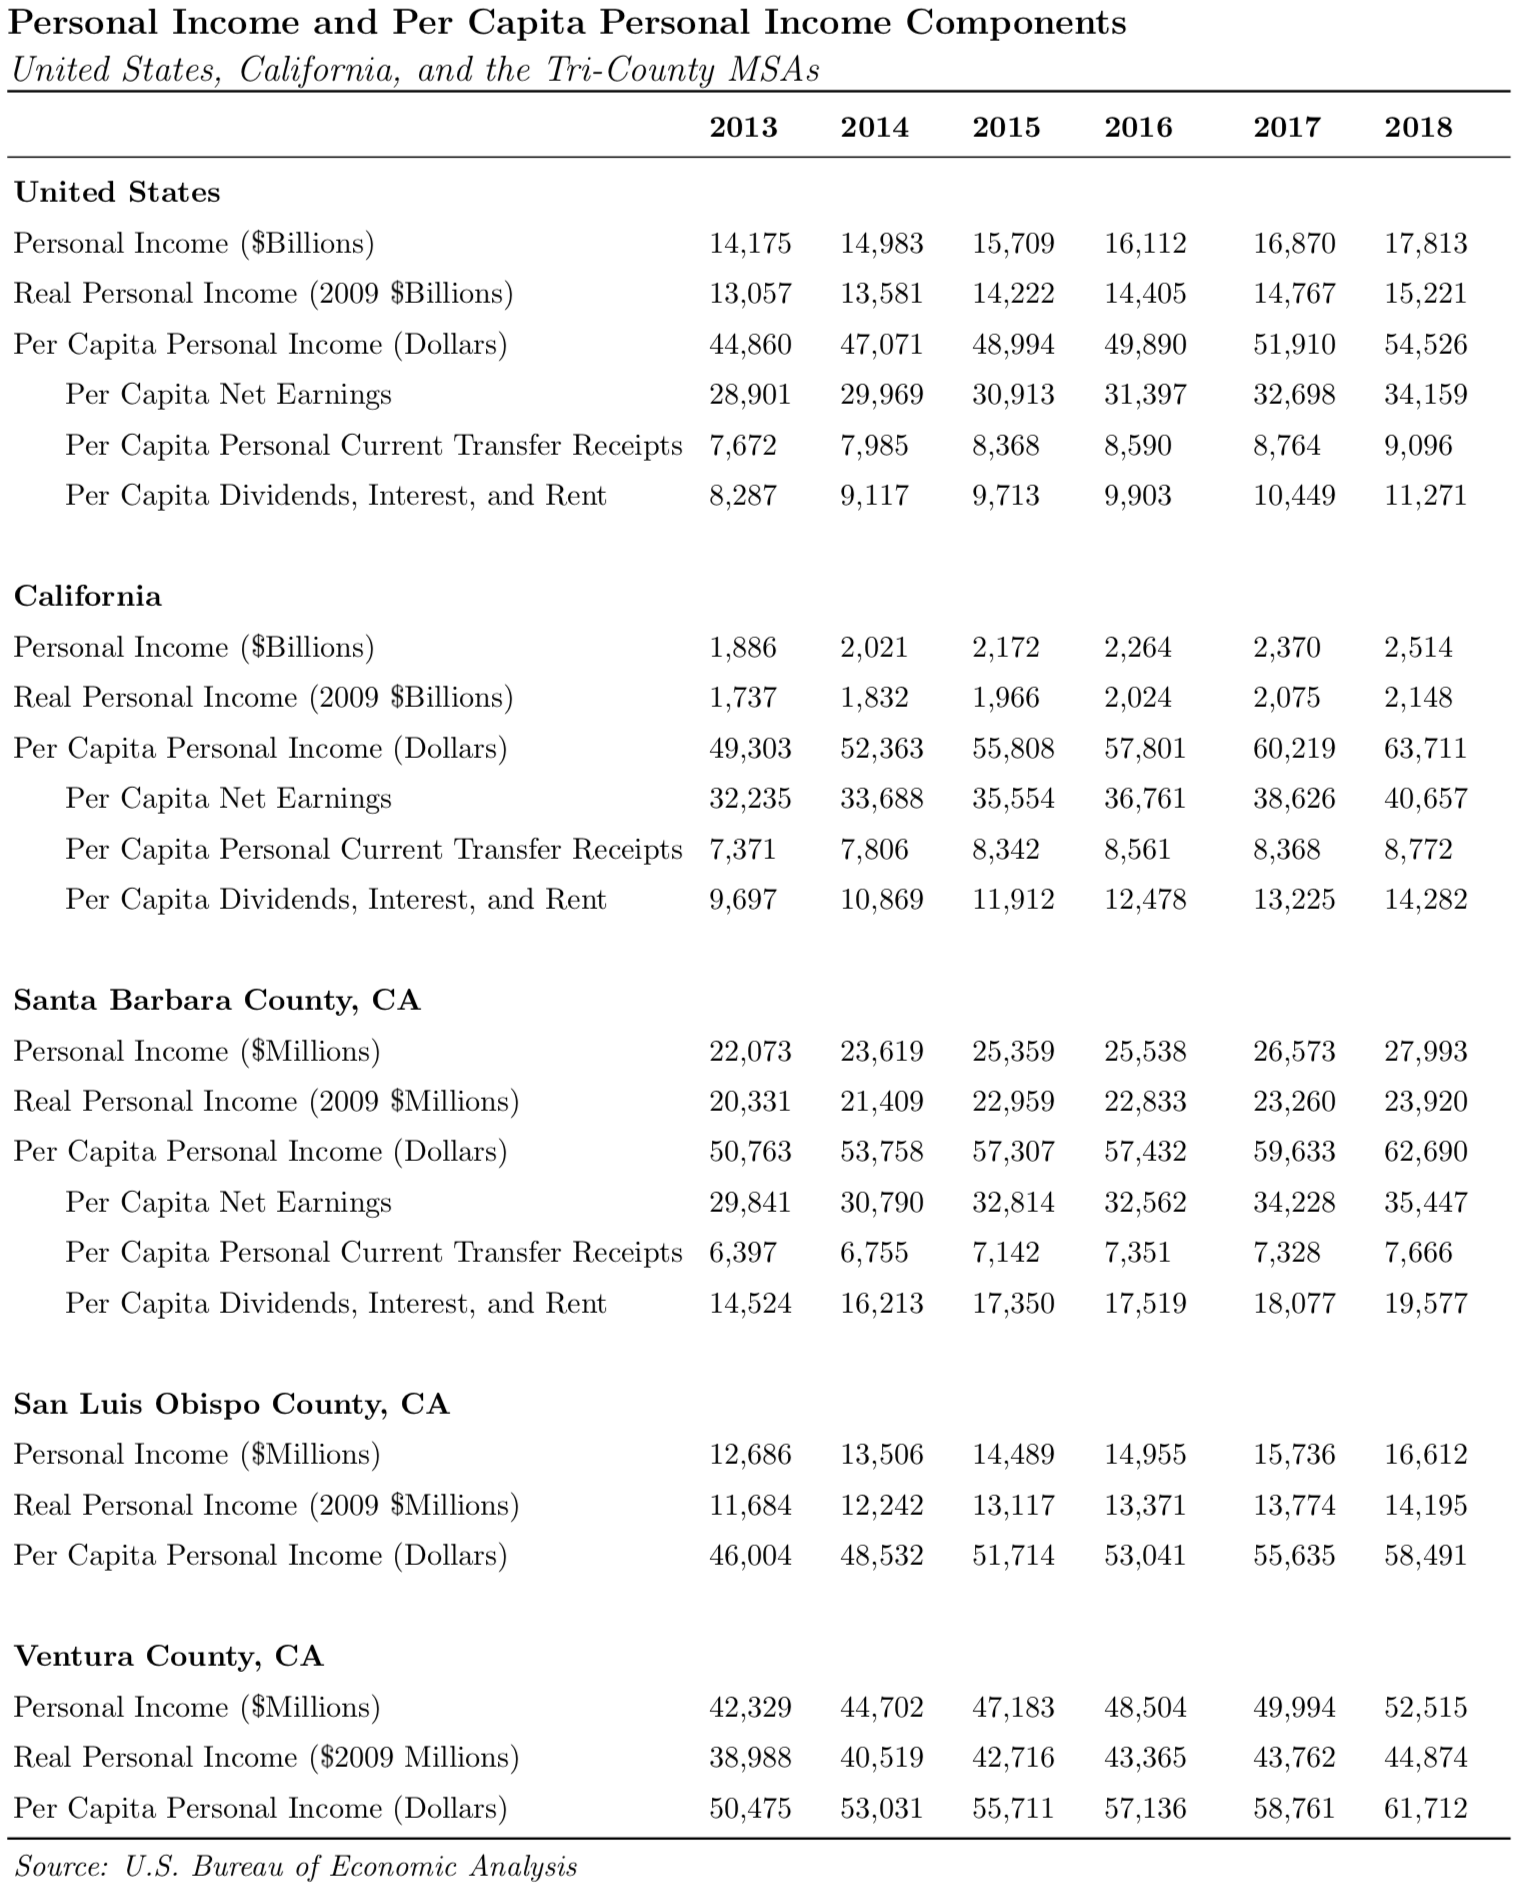 Personal Income and Per Capita Personal Income Components
United States, California, and the Tri-County MSAs
2013 2014 2015 2016 2017 2018
United States
Personal Income ($Billions) 14,175 14,983 15,709 16,112 16,870 17,813
Real Personal Income (2009 $Billions) 13,057 13,581 14,222 14,405 14,767 15,221
Per Capita Personal Income (Dollars) 44,860 47,071 48,994 49,890 51,910 54,526
Per Capita Net Earnings 28,901 29,969 30,913 31,397 32,698 34,159
Per Capita Personal Current Transfer Receipts 7,672 7,985 8,368 8,590 8,764 9,096
Per Capita Dividends, Interest, and Rent 8,287 9,117 9,713 9,903 10,449 11,271
California
Personal Income ($Billions) 1,886 2,021 2,172 2,264 2,370 2,514
Real Personal Income (2009 $Billions) 1,737 1,832 1,966 2,024 2,075 2,148
Per Capita Personal Income (Dollars) 49,303 52,363 55,808 57,801 60,219 63,711
Per Capita Net Earnings 32,235 33,688 35,554 36,761 38,626 40,657
Per Capita Personal Current Transfer Receipts 7,371 7,806 8,342 8,561 8,368 8,772
Per Capita Dividends, Interest, and Rent 9,697 10,869 11,912 12,478 13,225 14,282
Santa Barbara County, CA
Personal Income ($Millions) 22,073 23,619 25,359 25,538 26,573 27,993
Real Personal Income (2009 $Millions) 20,331 21,409 22,959 22,833 23,260 23,920
Per Capita Personal Income (Dollars) 50,763 53,758 57,307 57,432 59,633 62,690
Per Capita Net Earnings 29,841 30,790 32,814 32,562 34,228 35,447
Per Capita Personal Current Transfer Receipts 6,397 6,755 7,142 7,351 7,328 7,666
Per Capita Dividends, Interest, and Rent 14,524 16,213 17,350 17,519 18,077 19,577
San Luis Obispo County, CA
Personal Income ($Millions) 12,686 13,506 14,489 14,955 15,736 16,612
Real Personal Income (2009 $Millions) 11,684 12,242 13,117 13,371 13,774 14,195
Per Capita Personal Income (Dollars) 46,004 48,532 51,714 53,041 55,635 58,491
Ventura County, CA
Personal Income ($Millions) 42,329 44,702 47,183 48,504 49,994 52,515
Real Personal Income ($2009 Millions) 38,988 40,519 42,716 43,365 43,762 44,874
Per Capita Personal Income (Dollars) 50,475 53,031 55,711 57,136 58,761 61,712
Source: U.S. Bureau of Economic Analysis